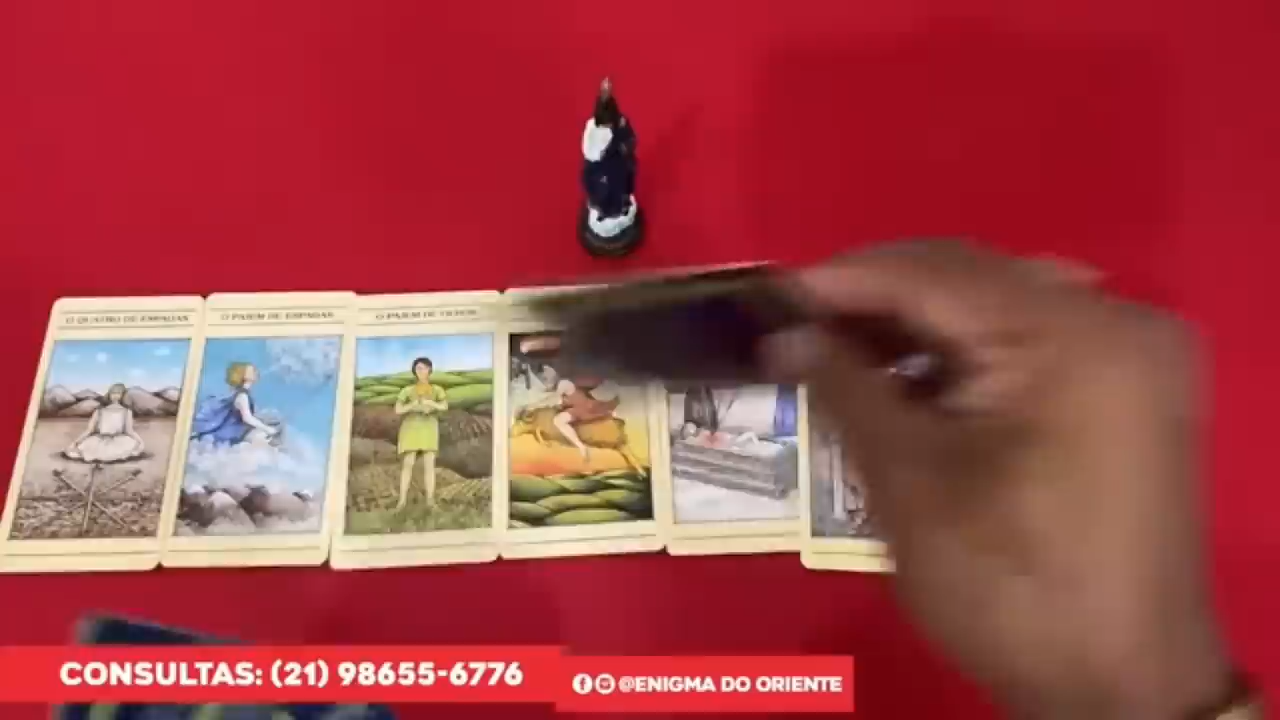 O QUATRO DE ESPADAS
O PAJEM DE ESPADAS
O PAJEM DE OUROS
CONSULTAS: (21) 98655-6776
@ENIGMA DO ORIENTE